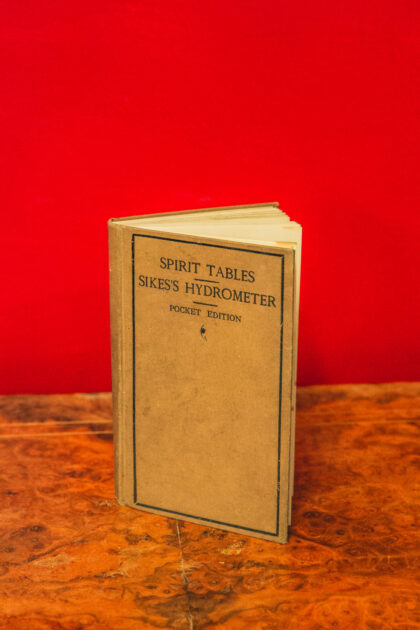 SPIRIT TABLES
SIKES'S HYDROMETER
POCKET EDITION